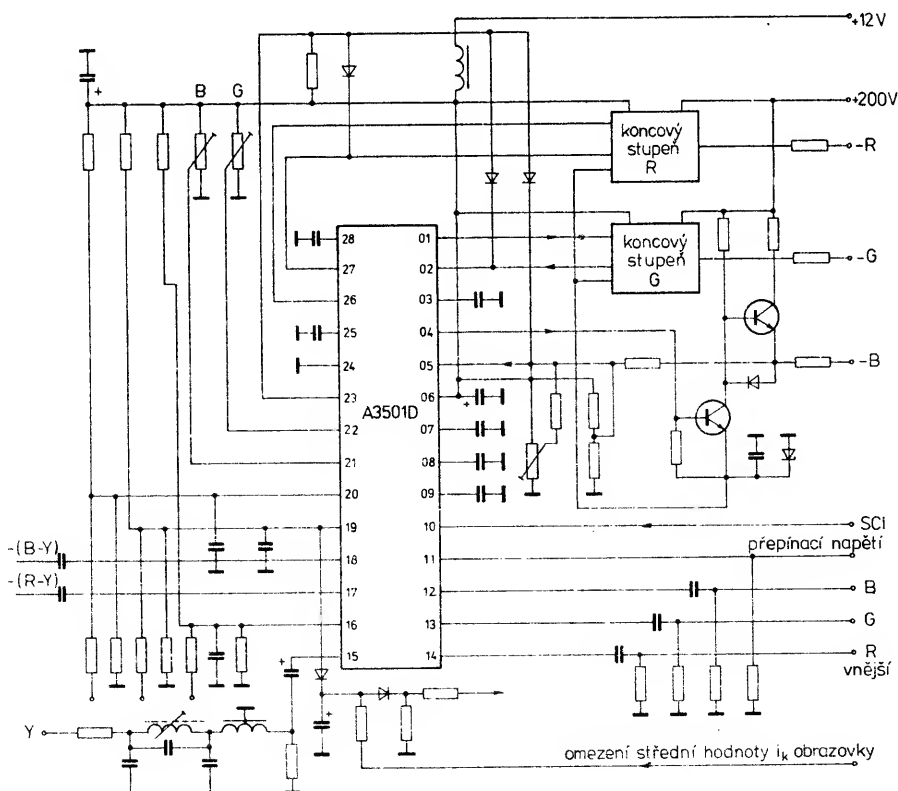 +12V
B G
+200V
koncový
stupeň
R
-R
koncový
stupeň
G
-G
28 01
27 02
26 03
25 04
24 05
-B
23 06
A3501D
22 07
21 08
20 09
19 10
SCI
přepínací napětí
-(B-Y)
18 11
-(R-Y)
17 12
B
16 13
G
15 14
R
vnější
Y
omezení střední hodnoty iₖ obrazovky